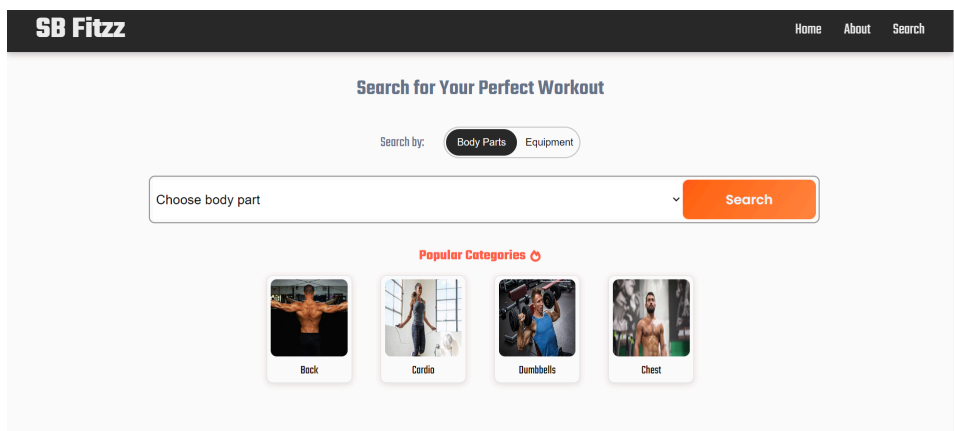 SB Fitzz
Home About Search
Search for Your Perfect Workout
Search by: Body Parts Equipment
Choose body part Search
Popular Categories
Back Cardio Dumbbells Chest